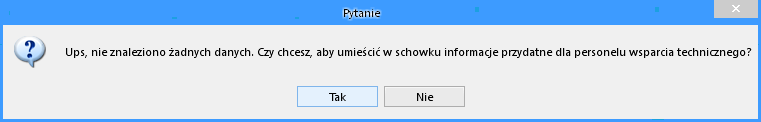 Pytanie
Ups, nie znaleziono żadnych danych. Czy chcesz, aby umieścić w schowku informacje przydatne dla personelu wsparcia technicznego?
Tak
Nie